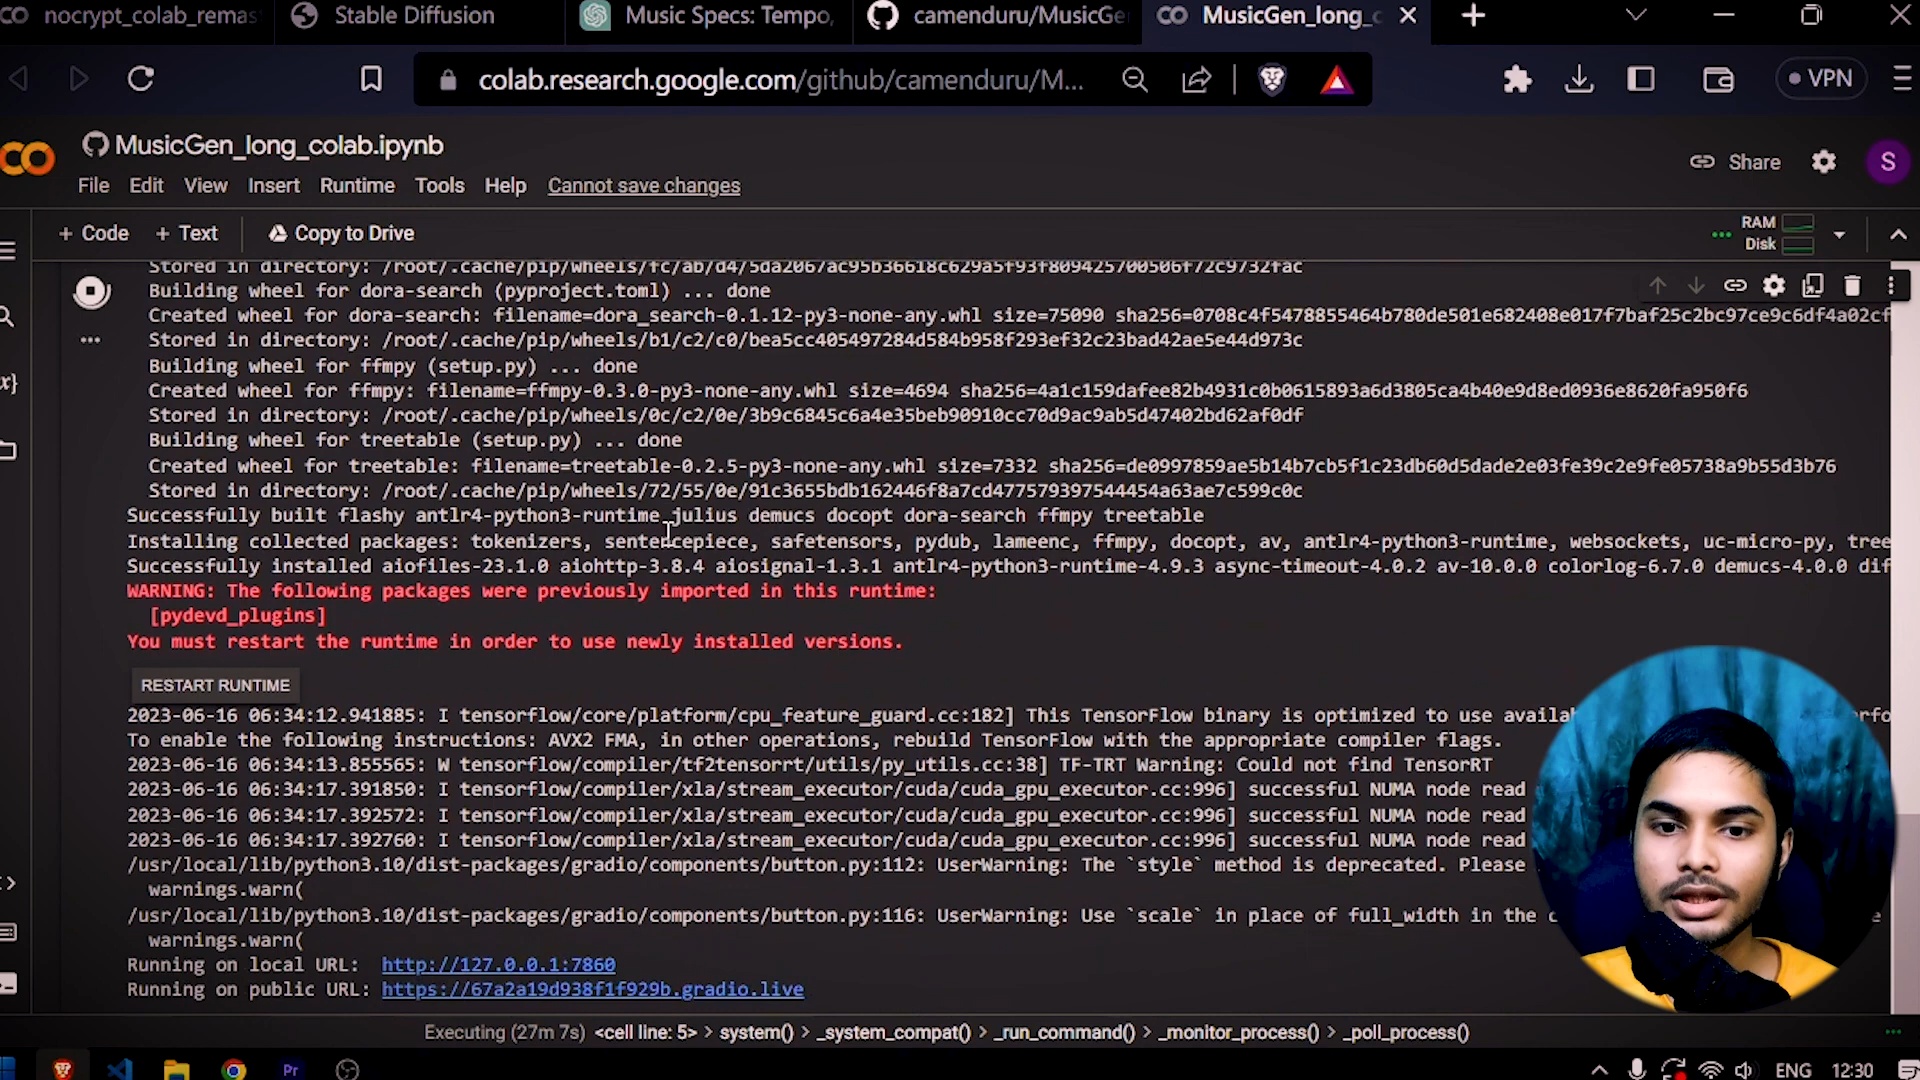 nocrypt_colab_remas
Stable Diffusion
Music Specs: Tempo,
camenduru/MusicGe
MusicGen_long_c
colab.research.google.com/github/camenduru/M...
VPN
MusicGen_long_colab.ipynb
Share
S
File Edit View Insert Runtime Tools Help Cannot save changes
+ Code + Text Copy to Drive
RAM
Disk
Stored in directory: /root/.cache/pip/wheels/fc/ab/d4/5da2067ac95b36618c629a5f93f809425700506f72c9732fac
Building wheel for dora-search (pyproject.toml) ... done
Created wheel for dora-search: filename=dora_search-0.1.12-py3-none-any.whl size=75090 sha256=0708c4f5478855464b780de501e682408e017f7baf25c2bc97ce9c6df4a02cf
Stored in directory: /root/.cache/pip/wheels/b1/c2/c0/bea5cc405497284d584b958f293ef32c23bad42ae5e44d973c
Building wheel for ffmpy (setup.py) ... done
Created wheel for ffmpy: filename=ffmpy-0.3.0-py3-none-any.whl size=4694 sha256=4a1c159dafee82b4931c0b0615893a6d3805ca4b40e9d8ed0936e8620fa950f6
Stored in directory: /root/.cache/pip/wheels/0c/c2/0e/3b9c6845c6a4e35beb90910cc70d9ac9ab5d47402bd62af0df
Building wheel for treetable (setup.py) ... done
Created wheel for treetable: filename=treetable-0.2.5-py3-none-any.whl size=7332 sha256=de0997859ae5b14b7cb5f1c23db60d5dade2e03fe39c2e9fe05738a9b55d3b76
Stored in directory: /root/.cache/pip/wheels/72/55/0e/91c3655bdb162446f8a7cd477579397544454a63ae7c599c0c
Successfully built flashy antlr4-python3-runtime julius demucs docopt dora-search ffmpy treetable
Installing collected packages: tokenizers, sentencepiece, safetensors, pydub, lameenc, ffmpy, docopt, av, antlr4-python3-runtime, websockets, uc-micro-py, tree
Successfully installed aiofiles-23.1.0 aiohttp-3.8.4 aiosignal-1.3.1 antlr4-python3-runtime-4.9.3 async-timeout-4.0.2 av-10.0.0 colorlog-6.7.0 demucs-4.0.0 dif
WARNING: The following packages were previously imported in this runtime:
[pydevd_plugins]
You must restart the runtime in order to use newly installed versions.
RESTART RUNTIME
2023-06-16 06:34:12.941885: I tensorflow/core/platform/cpu_feature_guard.cc:182] This TensorFlow binary is optimized to use availa rfo
To enable the following instructions: AVX2 FMA, in other operations, rebuild TensorFlow with the appropriate compiler flags.
2023-06-16 06:34:13.855565: W tensorflow/compiler/tf2tensorrt/utils/py_utils.cc:38] TF-TRT Warning: Could not find TensorRT
2023-06-16 06:34:17.391850: I tensorflow/compiler/xla/stream_executor/cuda/cuda_gpu_executor.cc:996] successful NUMA node read
2023-06-16 06:34:17.392572: I tensorflow/compiler/xla/stream_executor/cuda/cuda_gpu_executor.cc:996] successful NUMA node read
2023-06-16 06:34:17.392760: I tensorflow/compiler/xla/stream_executor/cuda/cuda_gpu_executor.cc:996] successful NUMA node read
/usr/local/lib/python3.10/dist-packages/gradio/components/button.py:112: UserWarning: The `style` method is deprecated. Please
warnings.warn(
/usr/local/lib/python3.10/dist-packages/gradio/components/button.py:116: UserWarning: Use `scale` in place of full_width in the c e
warnings.warn(
Running on local URL: http://127.0.0.1:7860
Running on public URL: https://67a2a19d938f1f929b.gradio.live
Executing (27m 7s) <cell line: 5> > system() > _system_compat() > _run_command() > _monitor_process() > _poll_process()
Pr
ENG 12:30